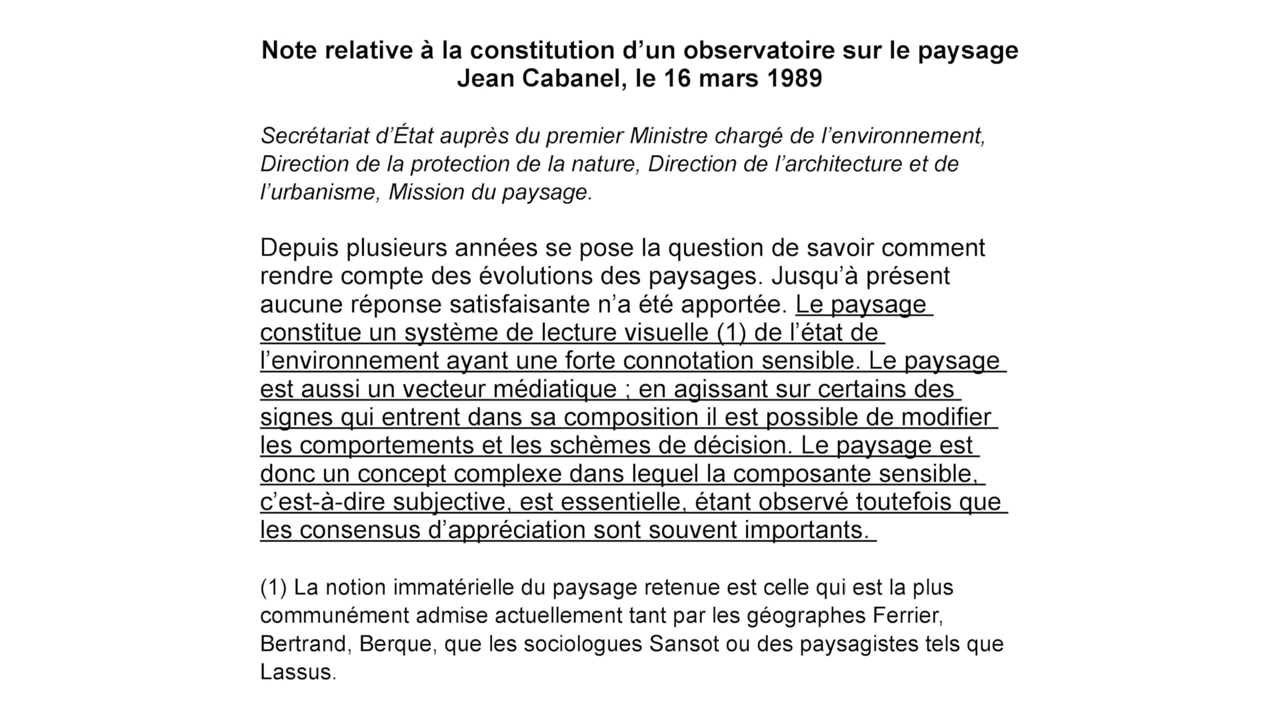 Note relative à la constitution d’un observatoire sur le paysage
Jean Cabanel, le 16 mars 1989
Secrétariat d’État auprès du premier Ministre chargé de l’environnement,
Direction de la protection de la nature, Direction de l’architecture et de
l’urbanisme, Mission du paysage.
Depuis plusieurs années se pose la question de savoir comment
rendre compte des évolutions des paysages. Jusqu’à présent
aucune réponse satisfaisante n’a été apportée. Le paysage
constitue un système de lecture visuelle (1) de l’état de
l’environnement ayant une forte connotation sensible. Le paysage
est aussi un vecteur médiatique ; en agissant sur certains des
signes qui entrent dans sa composition il est possible de modifier
les comportements et les schèmes de décision. Le paysage est
donc un concept complexe dans lequel la composante sensible,
c’est-à-dire subjective, est essentielle, étant observé toutefois que
les consensus d’appréciation sont souvent importants.
(1) La notion immatérielle du paysage retenue est celle qui est la plus
communément admise actuellement tant par les géographes Ferrier,
Bertrand, Berque, que les sociologues Sansot ou des paysagistes tels que
Lassus.